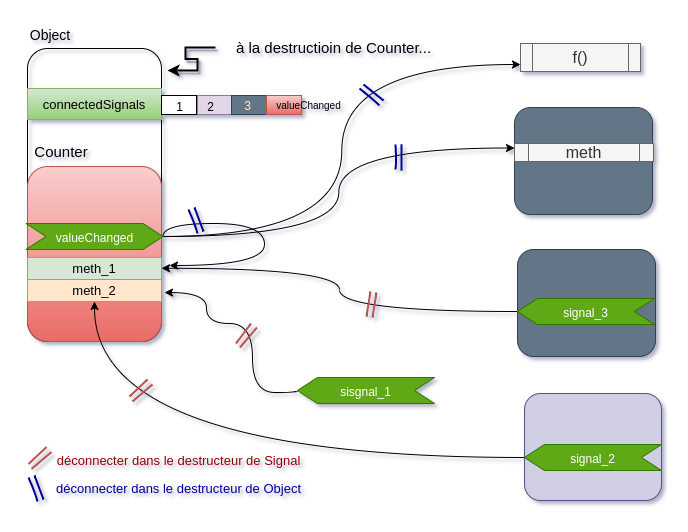 Object
à la destructioin de Counter...
f()
connectedSignals
1
2
3
valueChanged
Counter
meth
valueChanged
meth_1
meth_2
signal_3
sisgnal_1
signal_2
déconnecter dans le destructeur de Signal
déconnecter dans le destructeur de Object